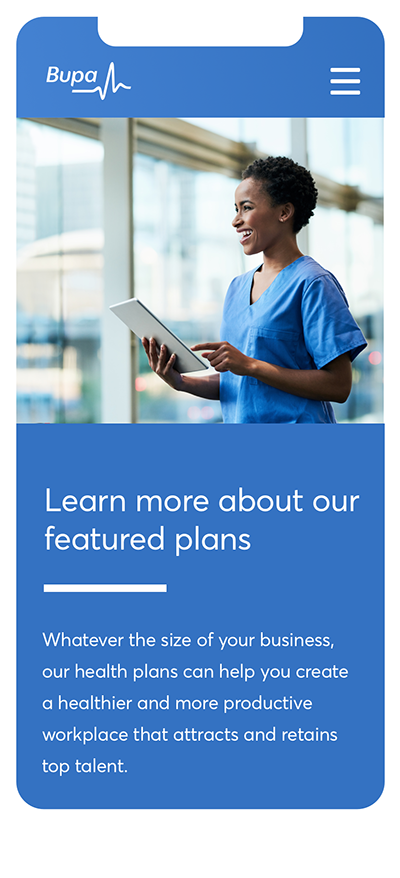 Bupa
Learn more about our
featured plans
Whatever the size of your business,
our health plans can help you create
a healthier and more productive
workplace that attracts and retains
top talent.